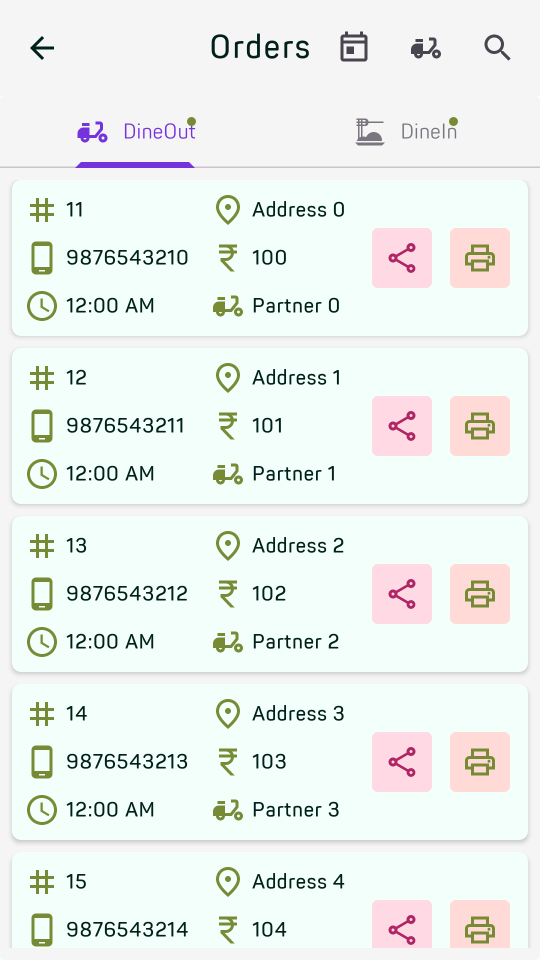 Orders
DineOut DineIn
11 Address 0
9876543210 ₹ 100
12:00 AM Partner 0
12 Address 1
9876543211 ₹ 101
12:00 AM Partner 1
13 Address 2
9876543212 ₹ 102
12:00 AM Partner 2
14 Address 3
9876543213 ₹ 103
12:00 AM Partner 3
15 Address 4
9876543214 ₹ 104